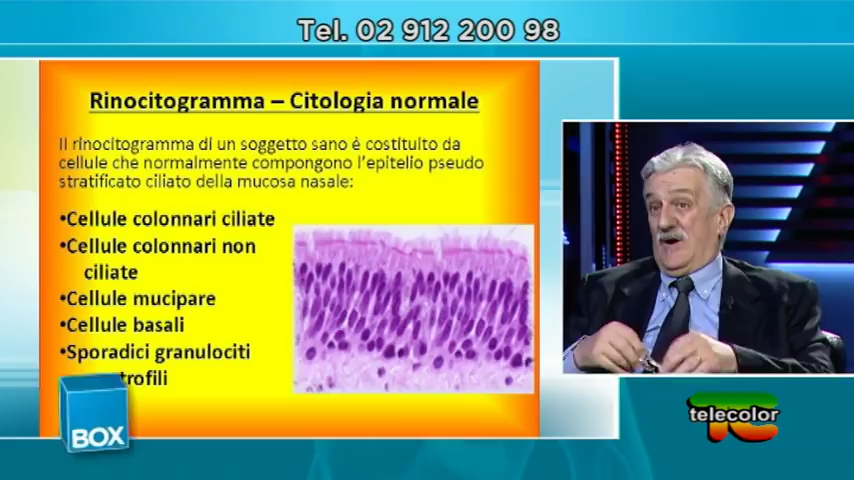 Tel. 02 912 200 98
Rinocitogramma – Citologia normale
Il rinocitogramma di un soggetto sano è costituito da
cellule che normalmente compongono l'epitelio pseudo
stratificato ciliato della mucosa nasale:
•Cellule colonnari ciliate
•Cellule colonnari non
ciliate
•Cellule mucipare
•Cellule basali
•Sporadici granulociti
trofili
BOX
telecolor